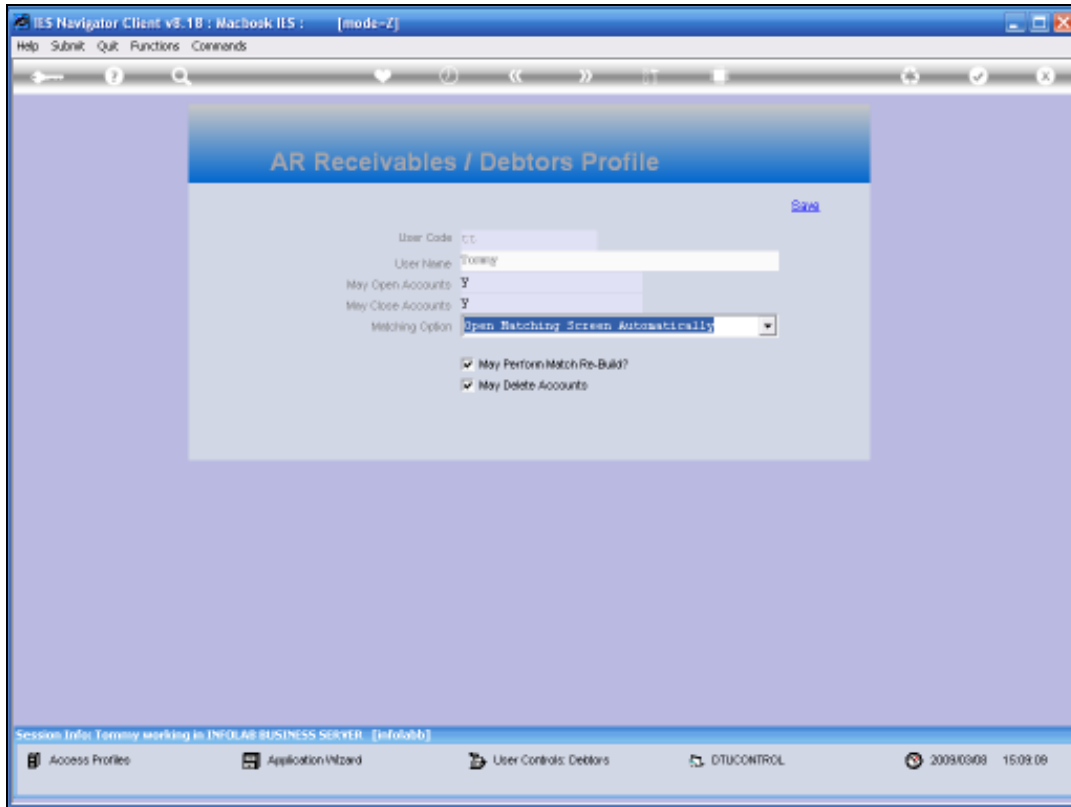 IES Navigator Client v8.1B : Macbook IES : [mode=Z]
Help Submit Quit Functions Commands
AR Receivables / Debtors Profile
Save
User Code tt
User Name Tommy
May Open Accounts Y
May Close Accounts Y
Matching Option Open Matching Screen Automatically
May Perform Match Re-Build?
May Delete Accounts
Session Info: Tommy working in INFOLAB BUSINESS SERVER [infolabb]
Access Profiles Application Wizard User Controls: Debtors DTUCONTROL 2009/03/08 15:09:09